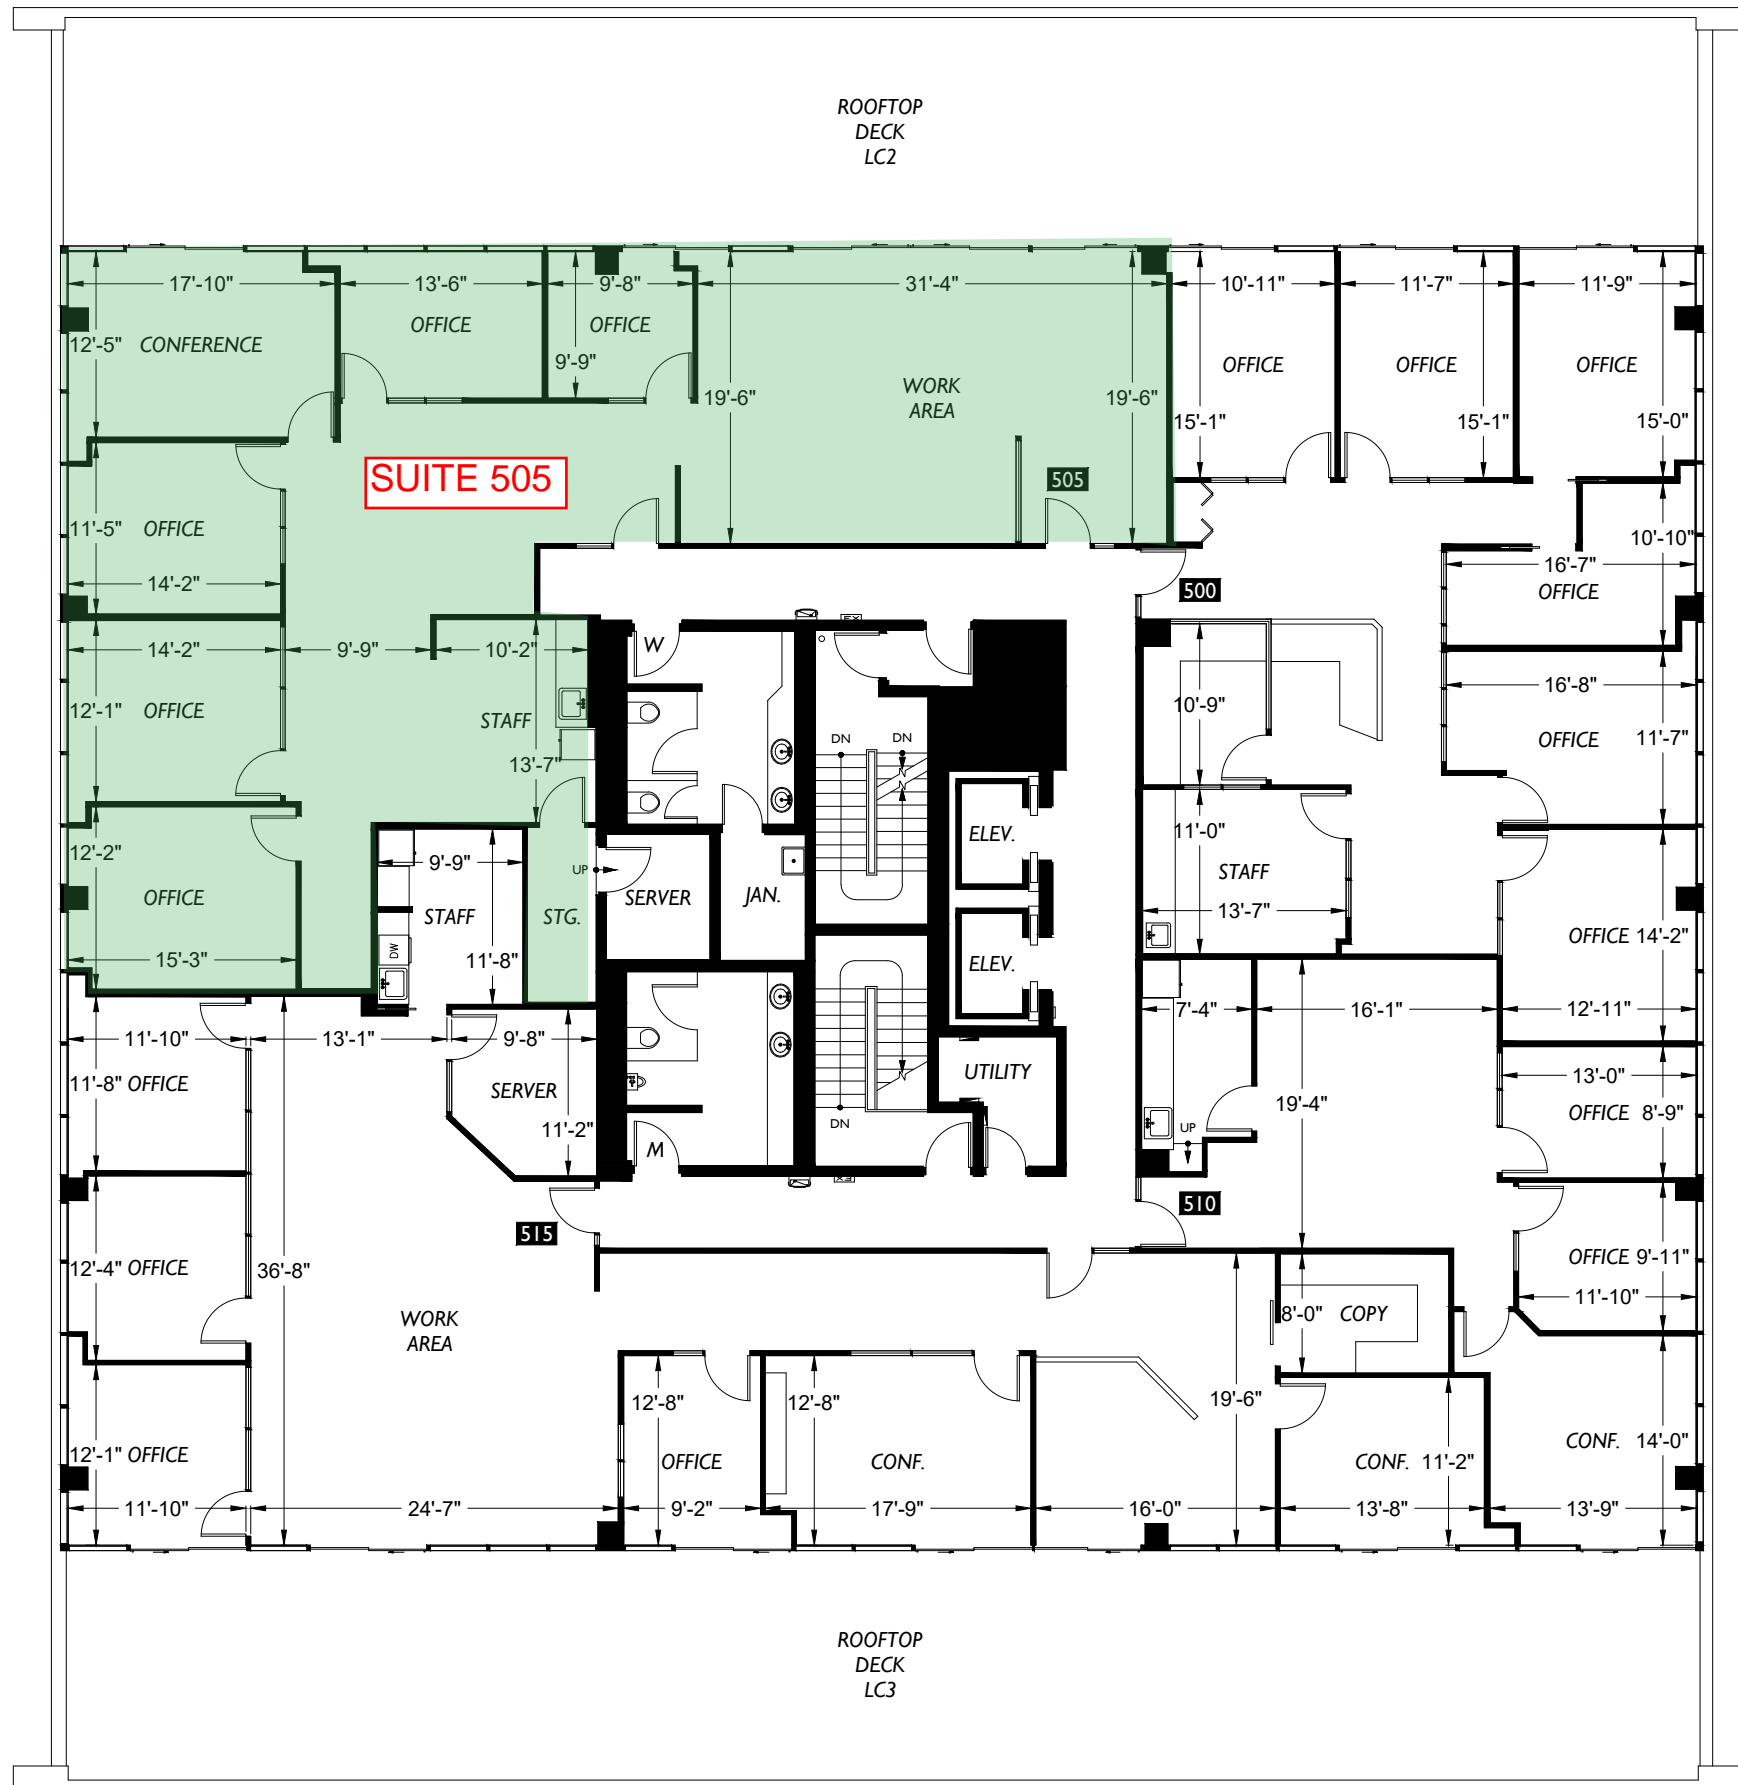 ROOFTOP
DECK
LC2
17'-10"
13'-6"
9'-8"
31'-4"
10'-11"
11'-7"
11'-9"
12'-5"
CONFERENCE
OFFICE
OFFICE
9'-9"
19'-6"
WORK
AREA
19'-6"
OFFICE
15'-1"
OFFICE
15'-1"
OFFICE
15'-0"
SUITE 505
505
11'-5"
OFFICE
14'-2"
10'-10"
16'-7"
OFFICE
500
EX
W
14'-2"
9'-9"
10'-2"
12'-1"
OFFICE
STAFF
13'-7"
DN
DN
10'-9"
16'-8"
OFFICE
11'-7"
12'-2"
OFFICE
15'-3"
9'-9"
STAFF
DW
11'-8"
STG.
UP
SERVER
JAN.
ELEV.
ELEV.
11'-0"
STAFF
13'-7"
OFFICE
14'-2"
12'-11"
11'-10"
13'-1"
9'-8"
11'-8"
OFFICE
SERVER
11'-2"
UTILITY
7'-4"
16'-1"
13'-0"
OFFICE
8'-9"
19'-4"
DN
M
UP
EX
515
510
12'-4"
OFFICE
36'-8"
OFFICE
9'-11"
11'-10"
WORK
AREA
8'-0"
COPY
12'-8"
12'-8"
19'-6"
12'-1"
OFFICE
OFFICE
CONF.
CONF.
11'-2"
CONF.
14'-0"
11'-10"
24'-7"
9'-2"
17'-9"
16'-0"
13'-8"
13'-9"
ROOFTOP
DECK
LC3